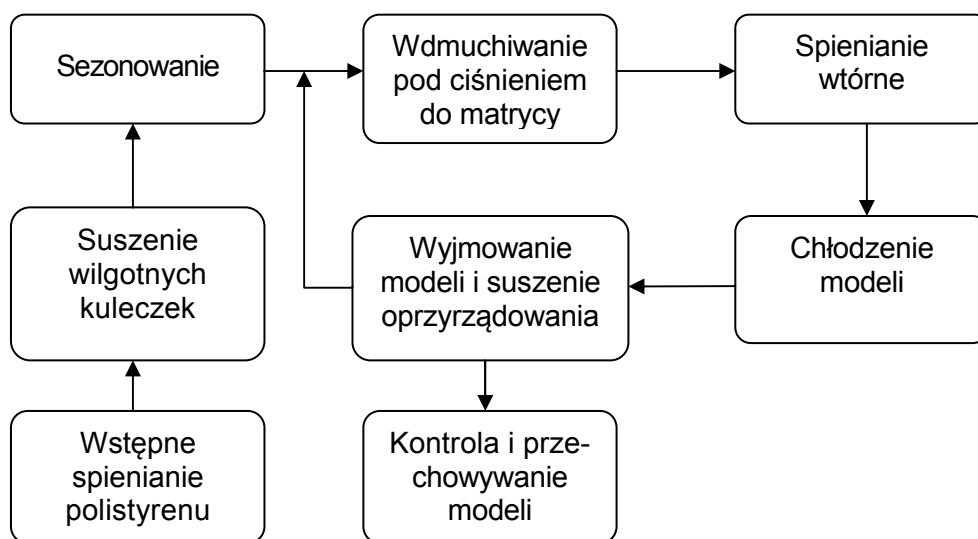 Sezonowanie
Wdmuchiwanie
pod ciśnieniem
do matrycy
Spienianie
wtórne
Suszenie
wilgotnych
kuleczek
Wyjmowanie
modeli i suszenie
oprzyrządowania
Chłodzenie
modeli
Wstępne
spienianie
polistyrenu
Kontrola i prze-
chowywanie
modeli